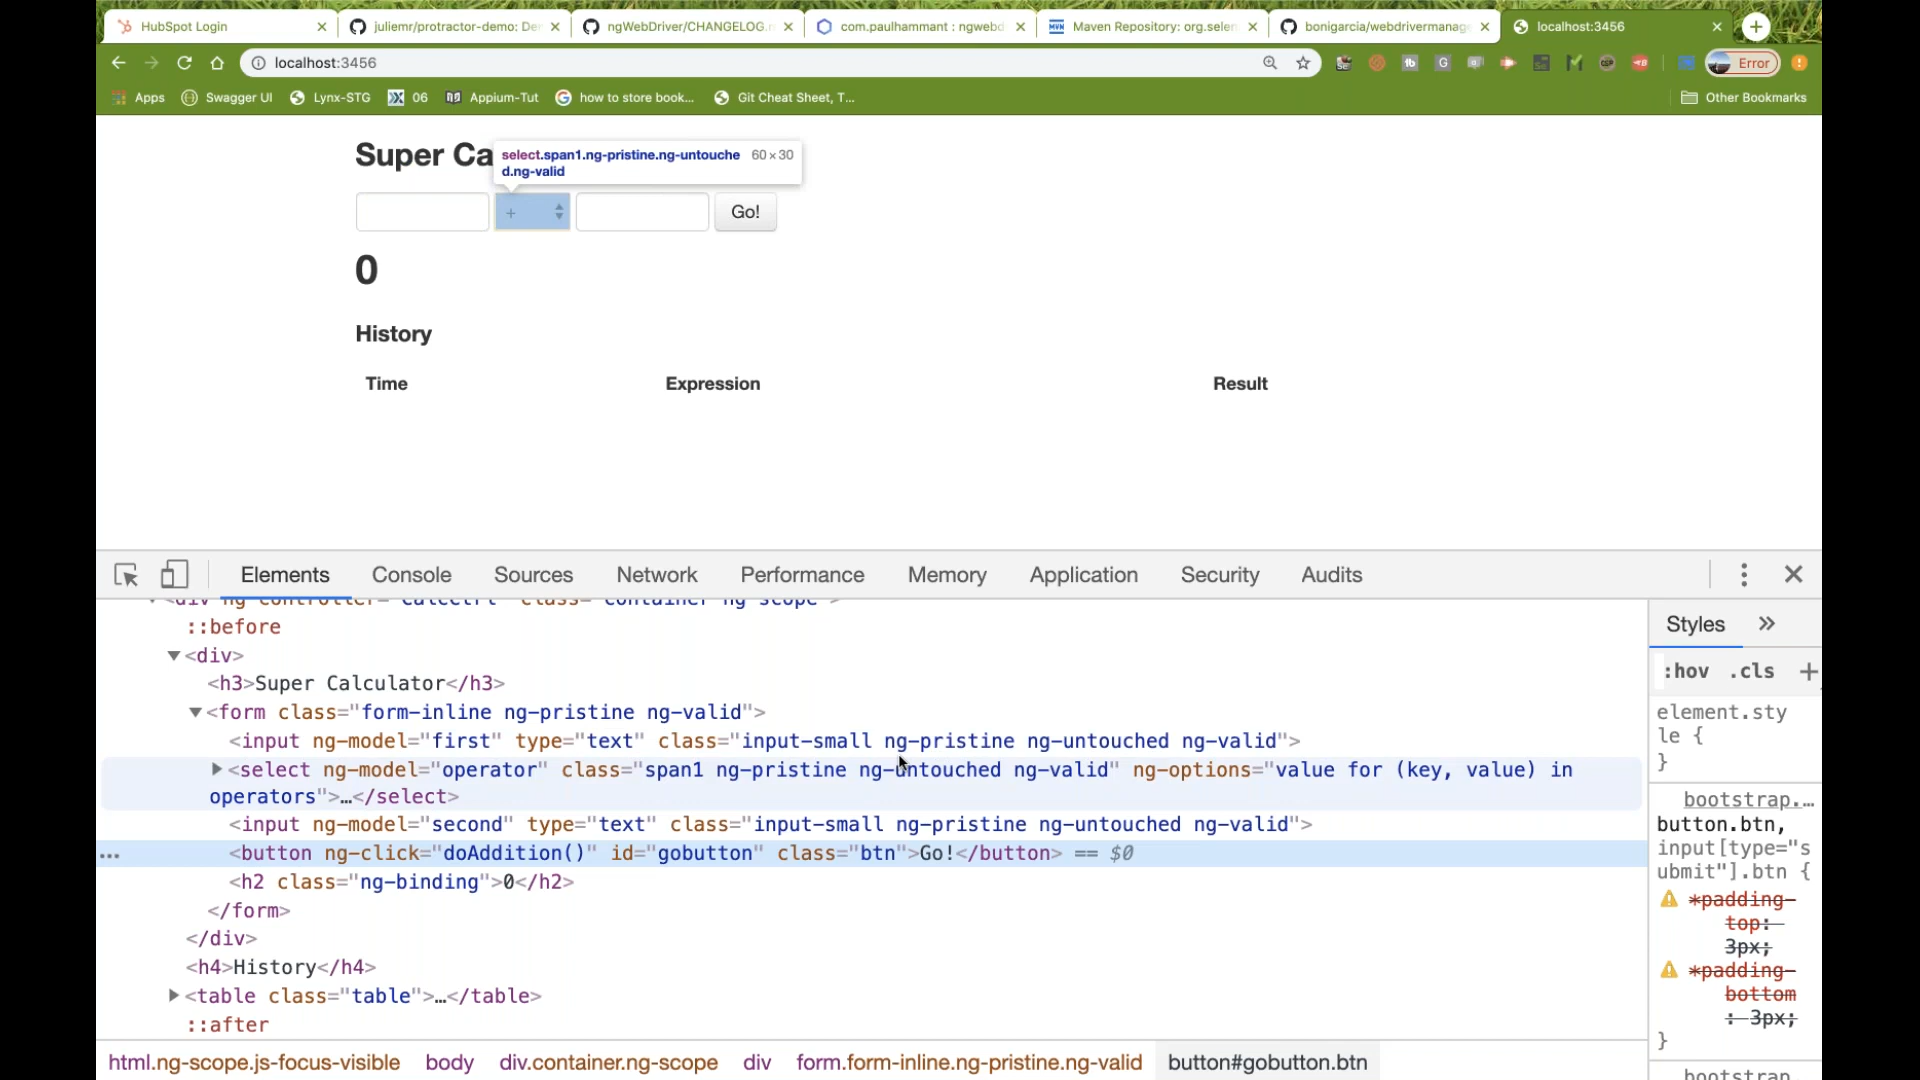 HubSpot Login
juliemr/protractor-demo: De
ngWebDriver/CHANGELOG.
com.paulhammant : ngwebd
Maven Repository: org.selen
bonigarcia/webdrivermanage
localhost:3456
localhost:3456
Error
Apps
Swagger UI
Lynx-STG
06
Appium-Tut
how to store book...
Git Cheat Sheet, T...
Other Bookmarks
Super Ca
select.span1.ng-pristine.ng-untouche
d.ng-valid
60×30
+
Go!
0
History
Time Expression Result
Elements Console Sources Network Performance Memory Application Security Audits
<div ng-controller="CalcCtrl" class="container ng-scope">
::before
<div>
<h3>Super Calculator</h3>
<form class="form-inline ng-pristine ng-valid">
<input ng-model="first" type="text" class="input-small ng-pristine ng-untouched ng-valid">
<select ng-model="operator" class="span1 ng-pristine ng-untouched ng-valid" ng-options="value for (key, value) in
operators">…</select>
<input ng-model="second" type="text" class="input-small ng-pristine ng-untouched ng-valid">
<button ng-click="doAddition()" id="gobutton" class="btn">Go!</button> == $0
<h2 class="ng-binding">0</h2>
</form>
</div>
<h4>History</h4>
<table class="table">…</table>
::after
html.ng-scope.js-focus-visible body div.container.ng-scope div form.form-inline.ng-pristine.ng-valid button#gobutton.btn
Styles
:hov .cls +
element.sty
le {
}
bootstrap.…
button.btn,
input[type="s
ubmit"].btn {
*padding-
top:
3px;
*padding-
bottom
: 3px;
}
bootstrap